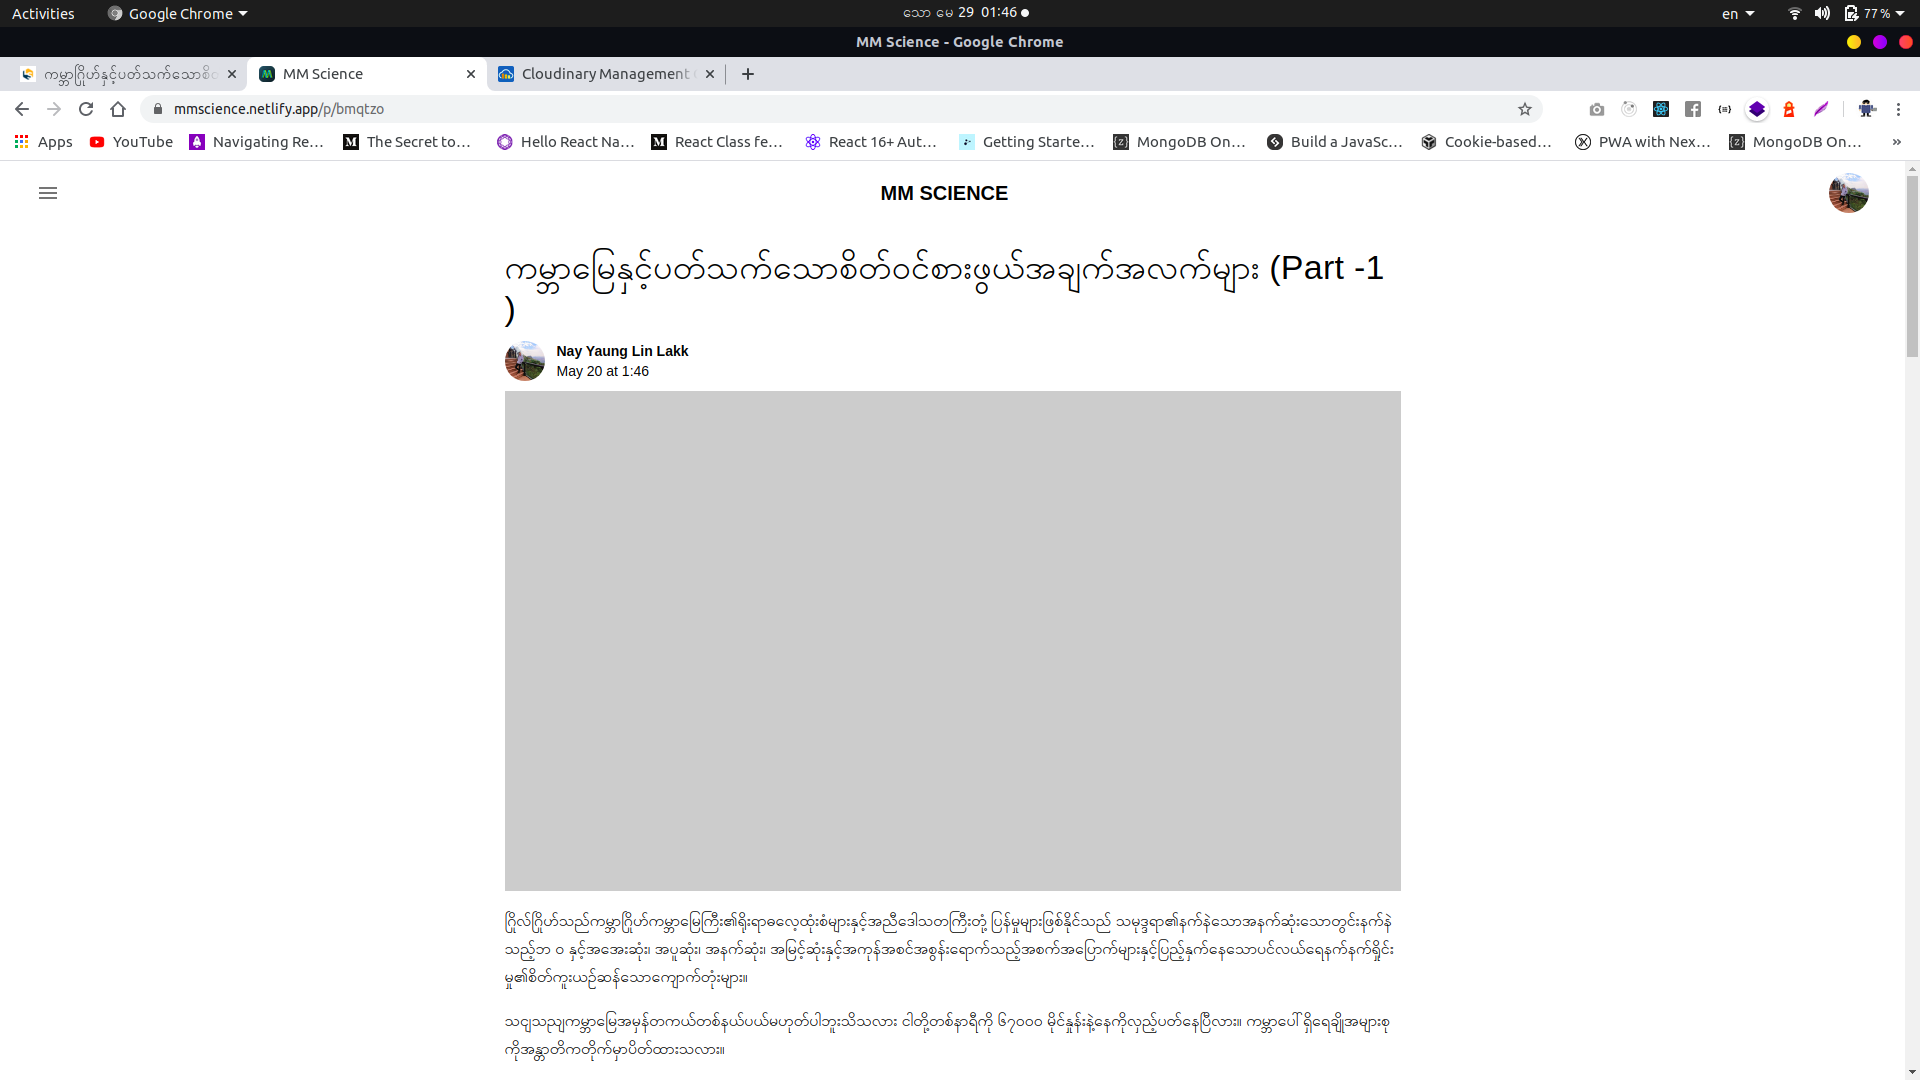 Activities
Google Chrome
သော မေ 29 01:46
en
77 %
MM Science - Google Chrome
ကမ္ဘာဂြိုဟ်နှင့်ပတ်သက်သောစိတ
MM Science
Cloudinary Management
mmscience.netlify.app/p/bmqtzo
Apps
YouTube
Navigating Re...
The Secret to...
Hello React Na...
React Class fe...
React 16+ Aut...
Getting Starte...
MongoDB On...
Build a JavaSc...
Cookie-based...
PWA with Nex...
MongoDB On...
MM SCIENCE
ကမ္ဘာမြေနှင့်ပတ်သက်သောစိတ်ဝင်စားဖွယ်အချက်အလက်များ (Part -1
)
Nay Yaung Lin Lakk
May 20 at 1:46
ဂြိုလ်ဂြိုဟ်သည်ကမ္ဘာဂြိုဟ်ကမ္ဘာမြေကြီး၏ရိုးရာဓလေ့ထုံးစံများနှင့်အညီဒေါသတကြီးတုံ့ ပြန်မှုများဖြစ်နိုင်သည် သမုဒ္ဒရာ၏နက်နဲသောအနက်ဆုံးသောတွင်းနက်နဲ
သည့်ဘ ဝ နှင့်အအေးဆုံး၊ အပူဆုံး၊ အနက်ဆုံး၊ အမြင့်ဆုံးနှင့်အကုန်အစင်အစွန်းရောက်သည့်အစက်အပြောက်များနှင့်ပြည့်နှက်နေသောပင်လယ်ရေနက်နက်ရှိုင်း
မှု၏စိတ်ကူးယဉ်ဆန်သောကျောက်တုံးများ။
သငျသညျကမ္ဘာမြေအမှန်တကယ်တစ်နယ်ပယ်မဟုတ်ပါဘူးသိသလား ငါတို့တစ်နာရီကို ၆၇၀၀၀ မိုင်နှုန်းနဲ့နေကိုလှည့်ပတ်နေပြီလား။ ကမ္ဘာပေါ် ရှိရေချိုအများစု
ကိုအန္တာတိကတိုက်မှာပိတ်ထားသလား။